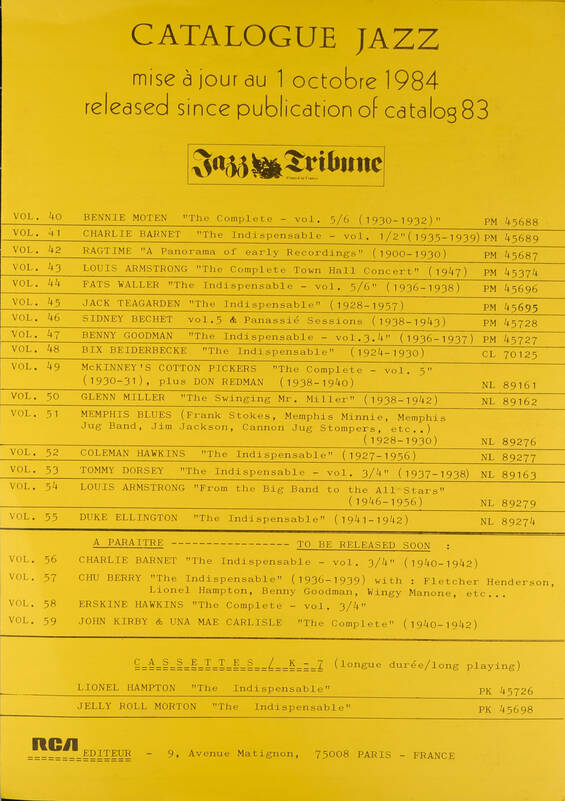 CATALOGUE JAZZ
mise à jour au 1 octobre 1984
released since publication of catalog 83
Jazz Tribune
VOL. 40 BENNIE MOTEN "The Complete - vol. 5/6 (1930-1932)" PM 45688
VOL. 41 CHARLIE BARNET "The Indispensable - vol. 1/2"(1935-1939) PM 45689
VOL. 42 RAGTIME "A Panorama of early Recordings" (1900-1930) PM 45687
VOL. 43 LOUIS ARMSTRONG "The Complete Town Hall Concert" (1947) PM 45374
VOL. 44 FATS WALLER "The Indispensable - vol. 5/6" (1936-1938) PM 45696
VOL. 45 JACK TEAGARDEN "The Indispensable" (1928-1957) PM 45695
VOL. 46 SIDNEY BECHET vol.5 & Panassié Sessions (1938-1943) PM 45728
VOL. 47 BENNY GOODMAN "The Indispensable - vol.3.4" (1936-1937) PM 45727
VOL. 48 BIX BEIDERBECKE "The Indispensable" (1924-1930) CL 70125
VOL. 49 McKINNEY'S COTTON PICKERS "The Complete - vol. 5"
(1930-31), plus DON REDMAN (1938-1940) NL 89161
VOL. 50 GLENN MILLER "The Swinging Mr. Miller" (1938-1942) NL 89162
VOL. 51 MEMPHIS BLUES (Frank Stokes, Memphis Minnie, Memphis
Jug Band, Jim Jackson, Cannon Jug Stompers, etc..)
(1928-1930) NL 89276
VOL. 52 COLEMAN HAWKINS "The Indispensable" (1927-1956) NL 89277
VOL. 53 TOMMY DORSEY "The Indispensable - vol. 3/4" (1937-1938) NL 89163
VOL. 54 LOUIS ARMSTRONG "From the Big Band to the All-Stars"
(1946-1956) NL 89279
VOL. 55 DUKE ELLINGTON "The Indispensable" (1941-1942) NL 89274
A PARAITRE ----------------- TO BE RELEASED SOON :
VOL. 56 CHARLIE BARNET "The Indispensable - vol. 3/4" (1940-1942)
VOL. 57 CHU BERRY "The Indispensable" (1936-1939) with : Fletcher Henderson,
Lionel Hampton, Benny Goodman, Wingy Manone, etc...
VOL. 58 ERSKINE HAWKINS "The Complete - vol. 3/4"
VOL. 59 JOHN KIRBY & UNA MAE CARLISLE "The Complete" (1940-1942)
CASSETTES / K-7 (longue durée/long playing)
LIONEL HAMPTON "The Indispensable" PK 45726
JELLY ROLL MORTON "The Indispensable" PK 45698
RCA EDITEUR - 9, Avenue Matignon, 75008 PARIS - FRANCE